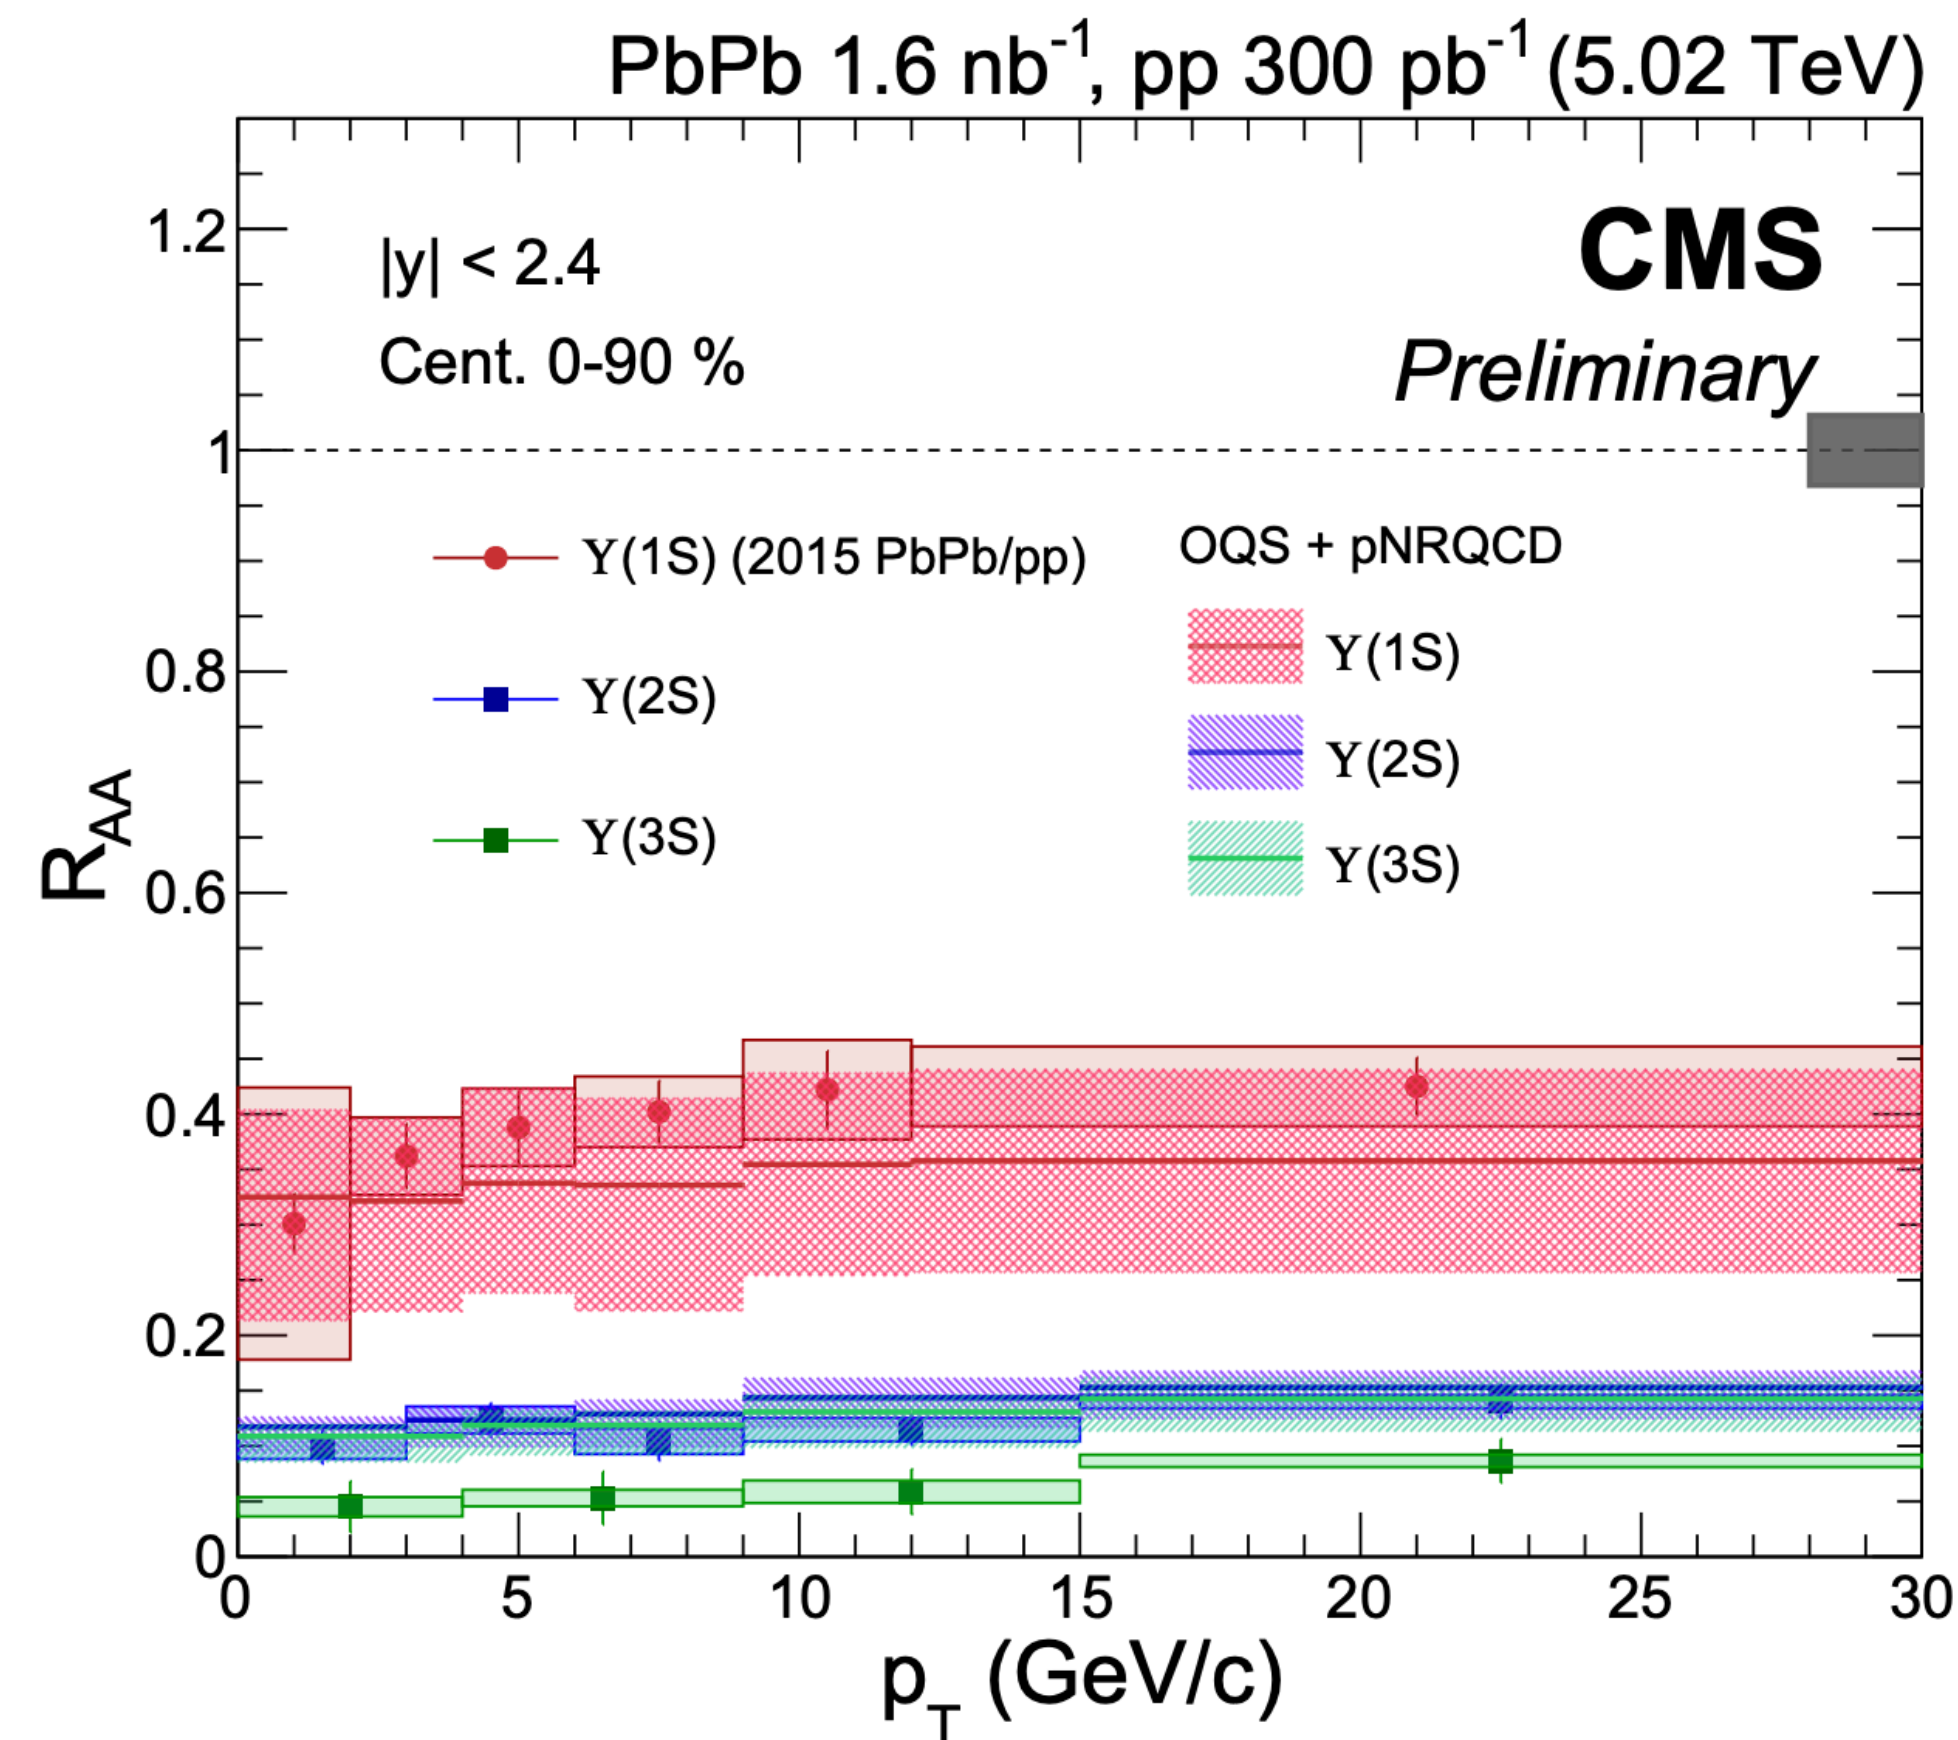 PbPb 1.6 nb⁻¹, pp 300 pb⁻¹ (5.02 TeV)
|y| < 2.4
Cent. 0-90 %
CMS
Preliminary
ϒ(1S) (2015 PbPb/pp)
ϒ(2S)
ϒ(3S)
OQS + pNRQCD
ϒ(1S)
ϒ(2S)
ϒ(3S)
R_AA
1.2
1
0.8
0.6
0.4
0.2
0
0 5 10 15 20 25 30
p_T (GeV/c)